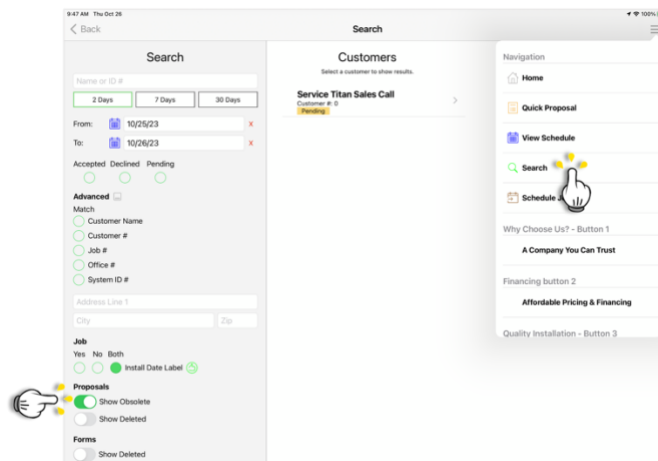 9:47 AM Thu Oct 26
100%
Back
Search
Search
Name or ID #
2 Days
7 Days
30 Days
From:
10/25/23
X
To:
10/26/23
X
Accepted Declined Pending
Advanced
Match
Customer Name
Customer #
Job #
Office #
System ID #
Address Line 1
City
Zip
Job
Yes No Both
Install Date Label
Proposals
Show Obsolete
Show Deleted
Forms
Show Deleted
Customers
Select a customer to show results.
Service Titan Sales Call
Customer #: 0
Pending
Navigation
Home
Quick Proposal
View Schedule
Search
Schedule
Why Choose Us? - Button 1
A Company You Can Trust
Financing button 2
Affordable Pricing & Financing
Quality Installation - Button 3